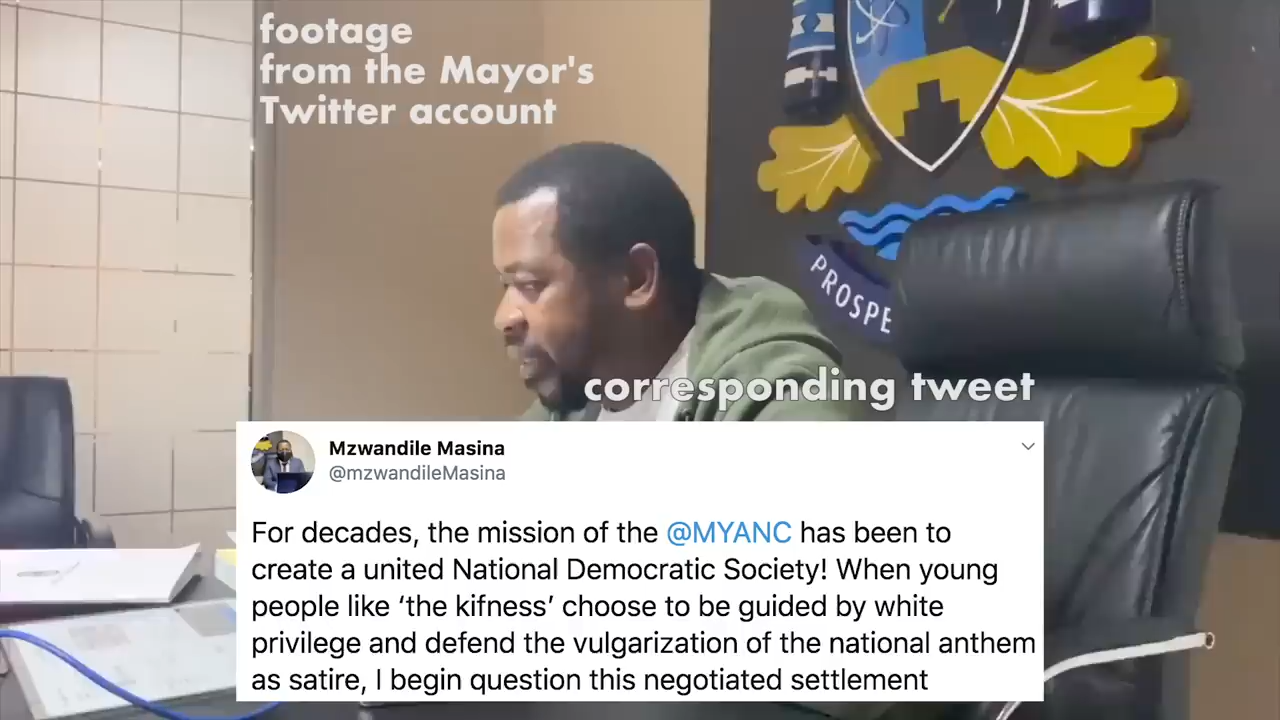 footage
from the Mayor's
Twitter account
PROSPE
corresponding tweet
Mzwandile Masina
@mzwandileMasina
For decades, the mission of the @MYANC has been to
create a united National Democratic Society! When young
people like ‘the kifness’ choose to be guided by white
privilege and defend the vulgarization of the national anthem
as satire, I begin question this negotiated settlement